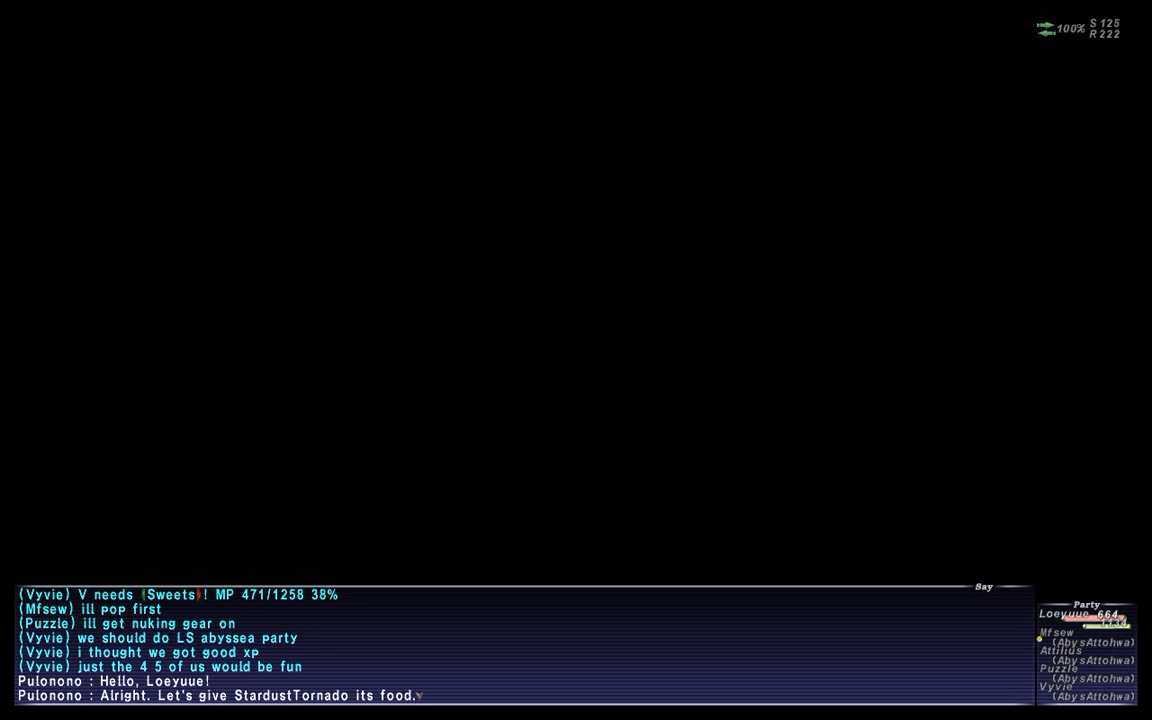 S 125
100%
R 222
Say
(Vyvie) V needs {Sweets}! MP 471/1258 38%
(Mfsew) ill pop first
(Puzzle) ill get nuking gear on
(Vyvie) we should do LS abyssea party
(Vyvie) i thought we got good xp
(Vyvie) just the 4 5 of us would be fun
Pulonono : Hello, Loeyuue!
Pulonono : Alright. Let's give StardustTornado its food.
Party
Loeyuue 664
Mfsew
(AbysAttohwa)
Attilius
(AbysAttohwa)
Puzzle
(AbysAttohwa)
Vyvie
(AbysAttohwa)